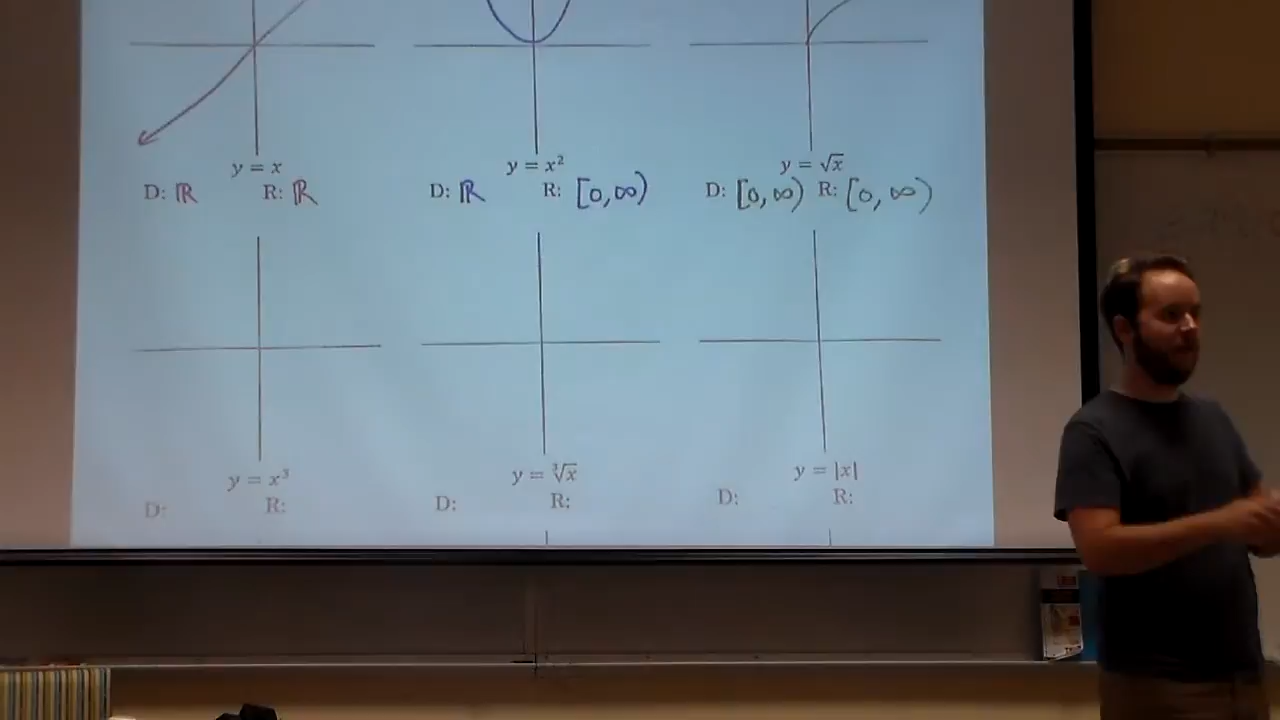 y = x
y = x²
y = √x
D: ℝ R: ℝ
D: ℝ R: [0, ∞)
D: [0, ∞) R: [0, ∞)
y = x³
y = ∛x
y = |x|
D: R:
D: R:
D: R: